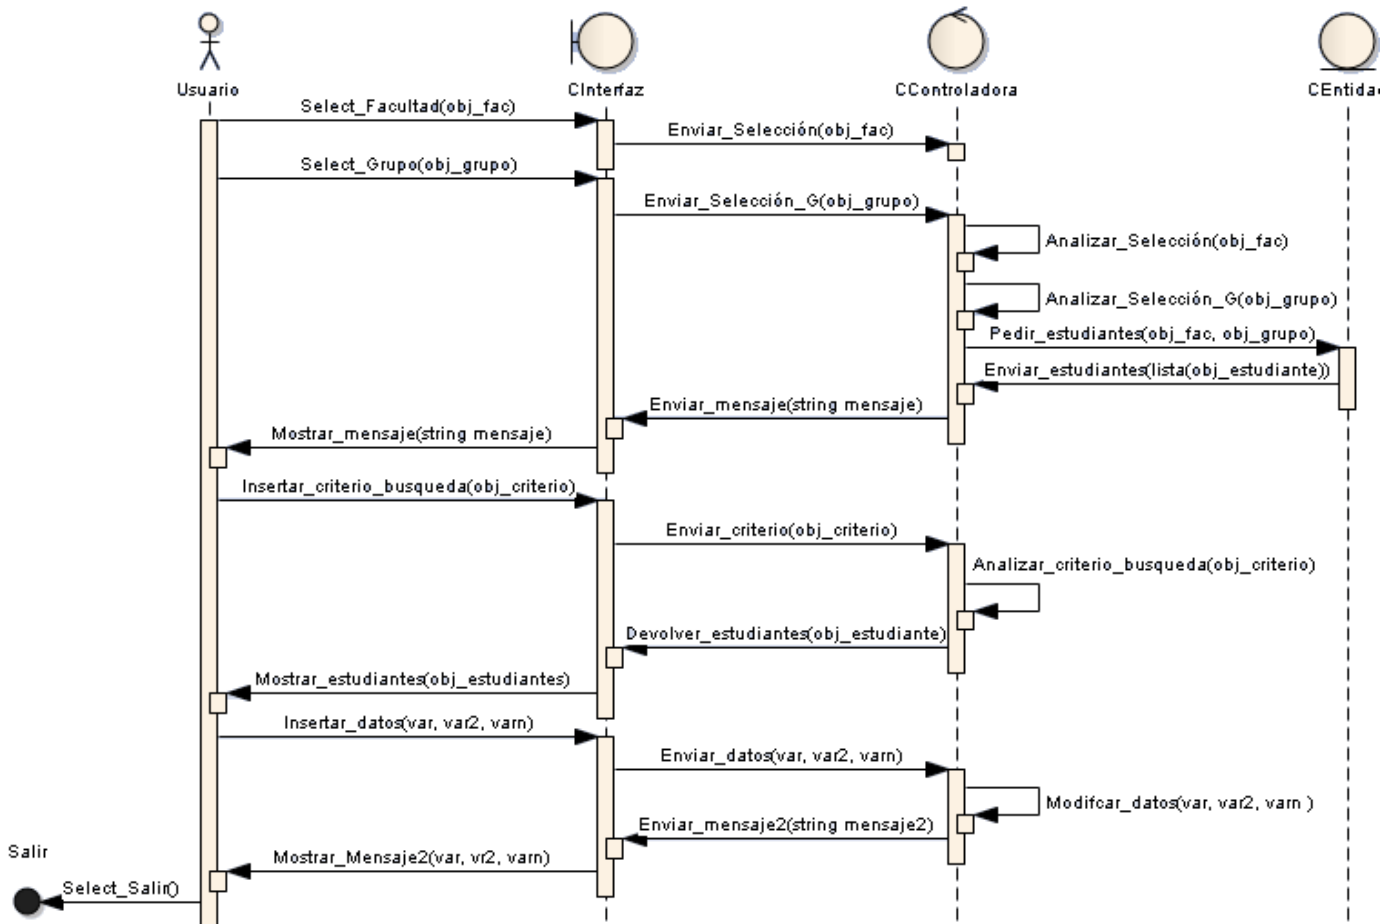 Usuario
CInterfaz
CControladora
CEntidad
Select_Facultad(obj_fac)
Enviar_Selección(obj_fac)
Select_Grupo(obj_grupo)
Enviar_Selección_G(obj_grupo)
Analizar_Selección(obj_fac)
Analizar_Selección_G(obj_grupo)
Pedir_estudiantes(obj_fac, obj_grupo)
Enviar_estudiantes(lista(obj_estudiante))
Enviar_mensaje(string mensaje)
Mostrar_mensaje(string mensaje)
Insertar_criterio_busqueda(obj_criterio)
Enviar_criterio(obj_criterio)
Analizar_criterio_busqueda(obj_criterio)
Devolver_estudiantes(obj_estudiante)
Mostrar_estudiantes(obj_estudiantes)
Insertar_datos(var, var2, varn)
Enviar_datos(var, var2, varn)
Modifcar_datos(var, var2, varn )
Enviar_mensaje2(string mensaje2)
Mostrar_Mensaje2(var, vr2, varn)
Salir
Select_Salir()